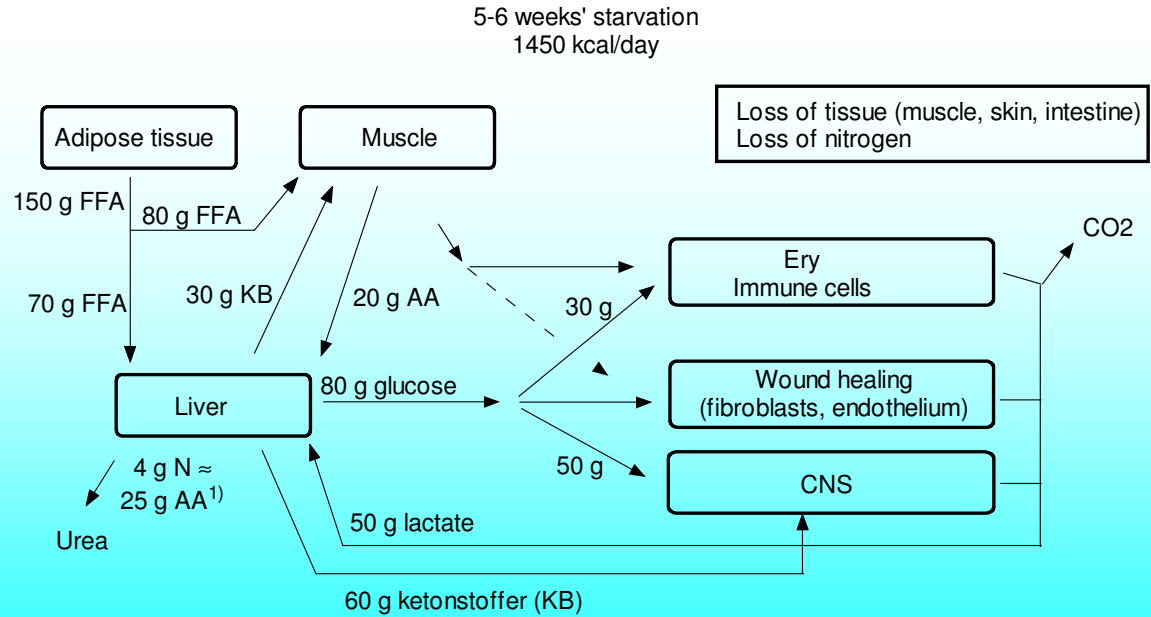 5-6 weeks' starvation
1450 kcal/day
Loss of tissue (muscle, skin, intestine)
Loss of nitrogen
Adipose tissue
Muscle
150 g FFA
80 g FFA
CO2
Ery
Immune cells
70 g FFA
30 g KB
20 g AA
30 g
80 g glucose
Wound healing
(fibroblasts, endothelium)
Liver
50 g
CNS
4 g N ≈
25 g AA1)
50 g lactate
Urea
60 g ketonstoffer (KB)